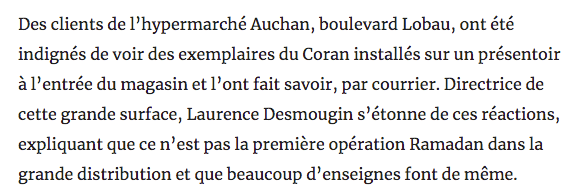 Des clients de l’hypermarché Auchan, boulevard Lobau, ont été
indignés de voir des exemplaires du Coran installés sur un présentoir
à l’entrée du magasin et l’ont fait savoir, par courrier. Directrice de
cette grande surface, Laurence Desmougin s’étonne de ces réactions,
expliquant que ce n’est pas la première opération Ramadan dans la
grande distribution et que beaucoup d’enseignes font de même.